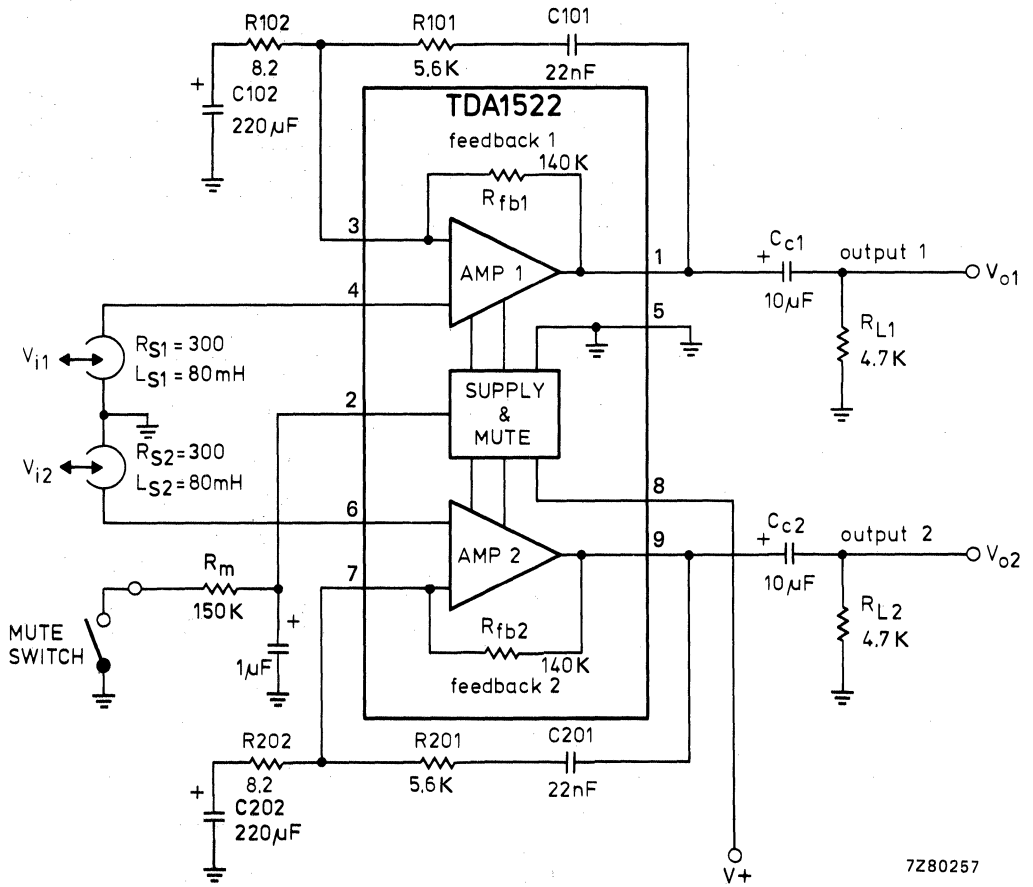 R102
8.2
R101
5.6K
C101
22nF
+
C102
220µF
TDA1522
feedback 1
140K
Rfb1
3
AMP 1
1
+
Cc1
10µF
output 1
Vo1
4
5
RL1
4.7K
Vi1
RS1 = 300
LS1 = 80mH
2
SUPPLY
&
MUTE
Vi2
RS2 = 300
LS2 = 80mH
8
6
AMP 2
9
+
Cc2
10µF
output 2
Vo2
7
Rm
150K
MUTE
SWITCH
+
1µF
Rfb2
140K
feedback 2
RL2
4.7K
R202
8.2
R201
5.6K
C201
22nF
+
C202
220µF
V+
7Z80257